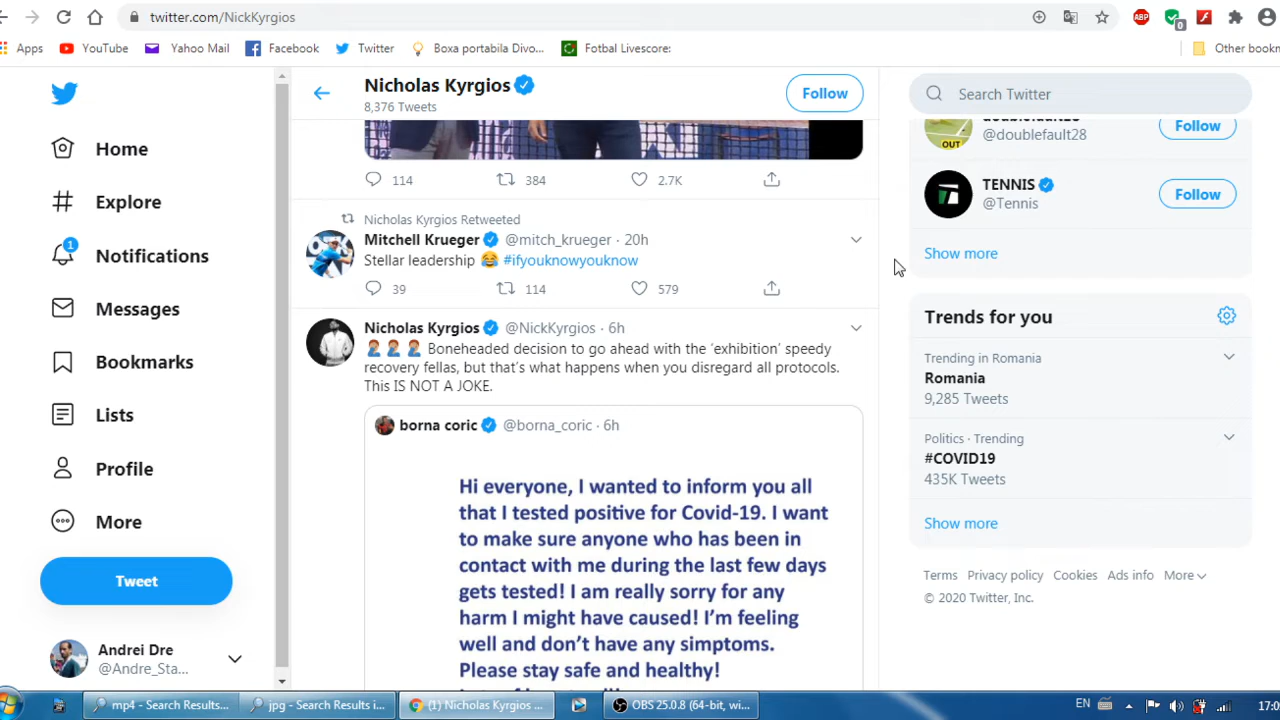 twitter.com/NickKyrgios
ABP
0
Apps
YouTube
Yahoo Mail
Facebook
Twitter
Boxa portabila Divo...
Fotbal Livescore:
Other bookm
Home
Explore
1
Notifications
Messages
Bookmarks
Lists
Profile
More
Tweet
Andrei Dre
@Andre_Sta...
Nicholas Kyrgios
8,376 Tweets
Follow
114
384
2.7K
Nicholas Kyrgios Retweeted
Mitchell Krueger @mitch_krueger · 20h
Stellar leadership 😂 #ifyouknowyouknow
39
114
579
Nicholas Kyrgios @NickKyrgios · 6h
🤦🏽‍♂️🤦🏽‍♂️🤦🏽‍♂️ Boneheaded decision to go ahead with the ‘exhibition’ speedy
recovery fellas, but that’s what happens when you disregard all protocols.
This IS NOT A JOKE.
borna coric @borna_coric · 6h
Hi everyone, I wanted to inform you all
that I tested positive for Covid-19. I want
to make sure anyone who has been in
contact with me during the last few days
gets tested! I am really sorry for any
harm I might have caused! I’m feeling
well and don’t have any simptoms.
Please stay safe and healthy!
Search Twitter
OUT
doublefault28
@doublefault28
Follow
TENNIS
@Tennis
Follow
Show more
Trends for you
Trending in Romania
Romania
9,285 Tweets
Politics · Trending
#COVID19
435K Tweets
Show more
Terms Privacy policy Cookies Ads info More
© 2020 Twitter, Inc.
mp4 - Search Results...
jpg - Search Results i...
(1) Nicholas Kyrgios ...
OBS 25.0.8 (64-bit, wi...
EN
17:0